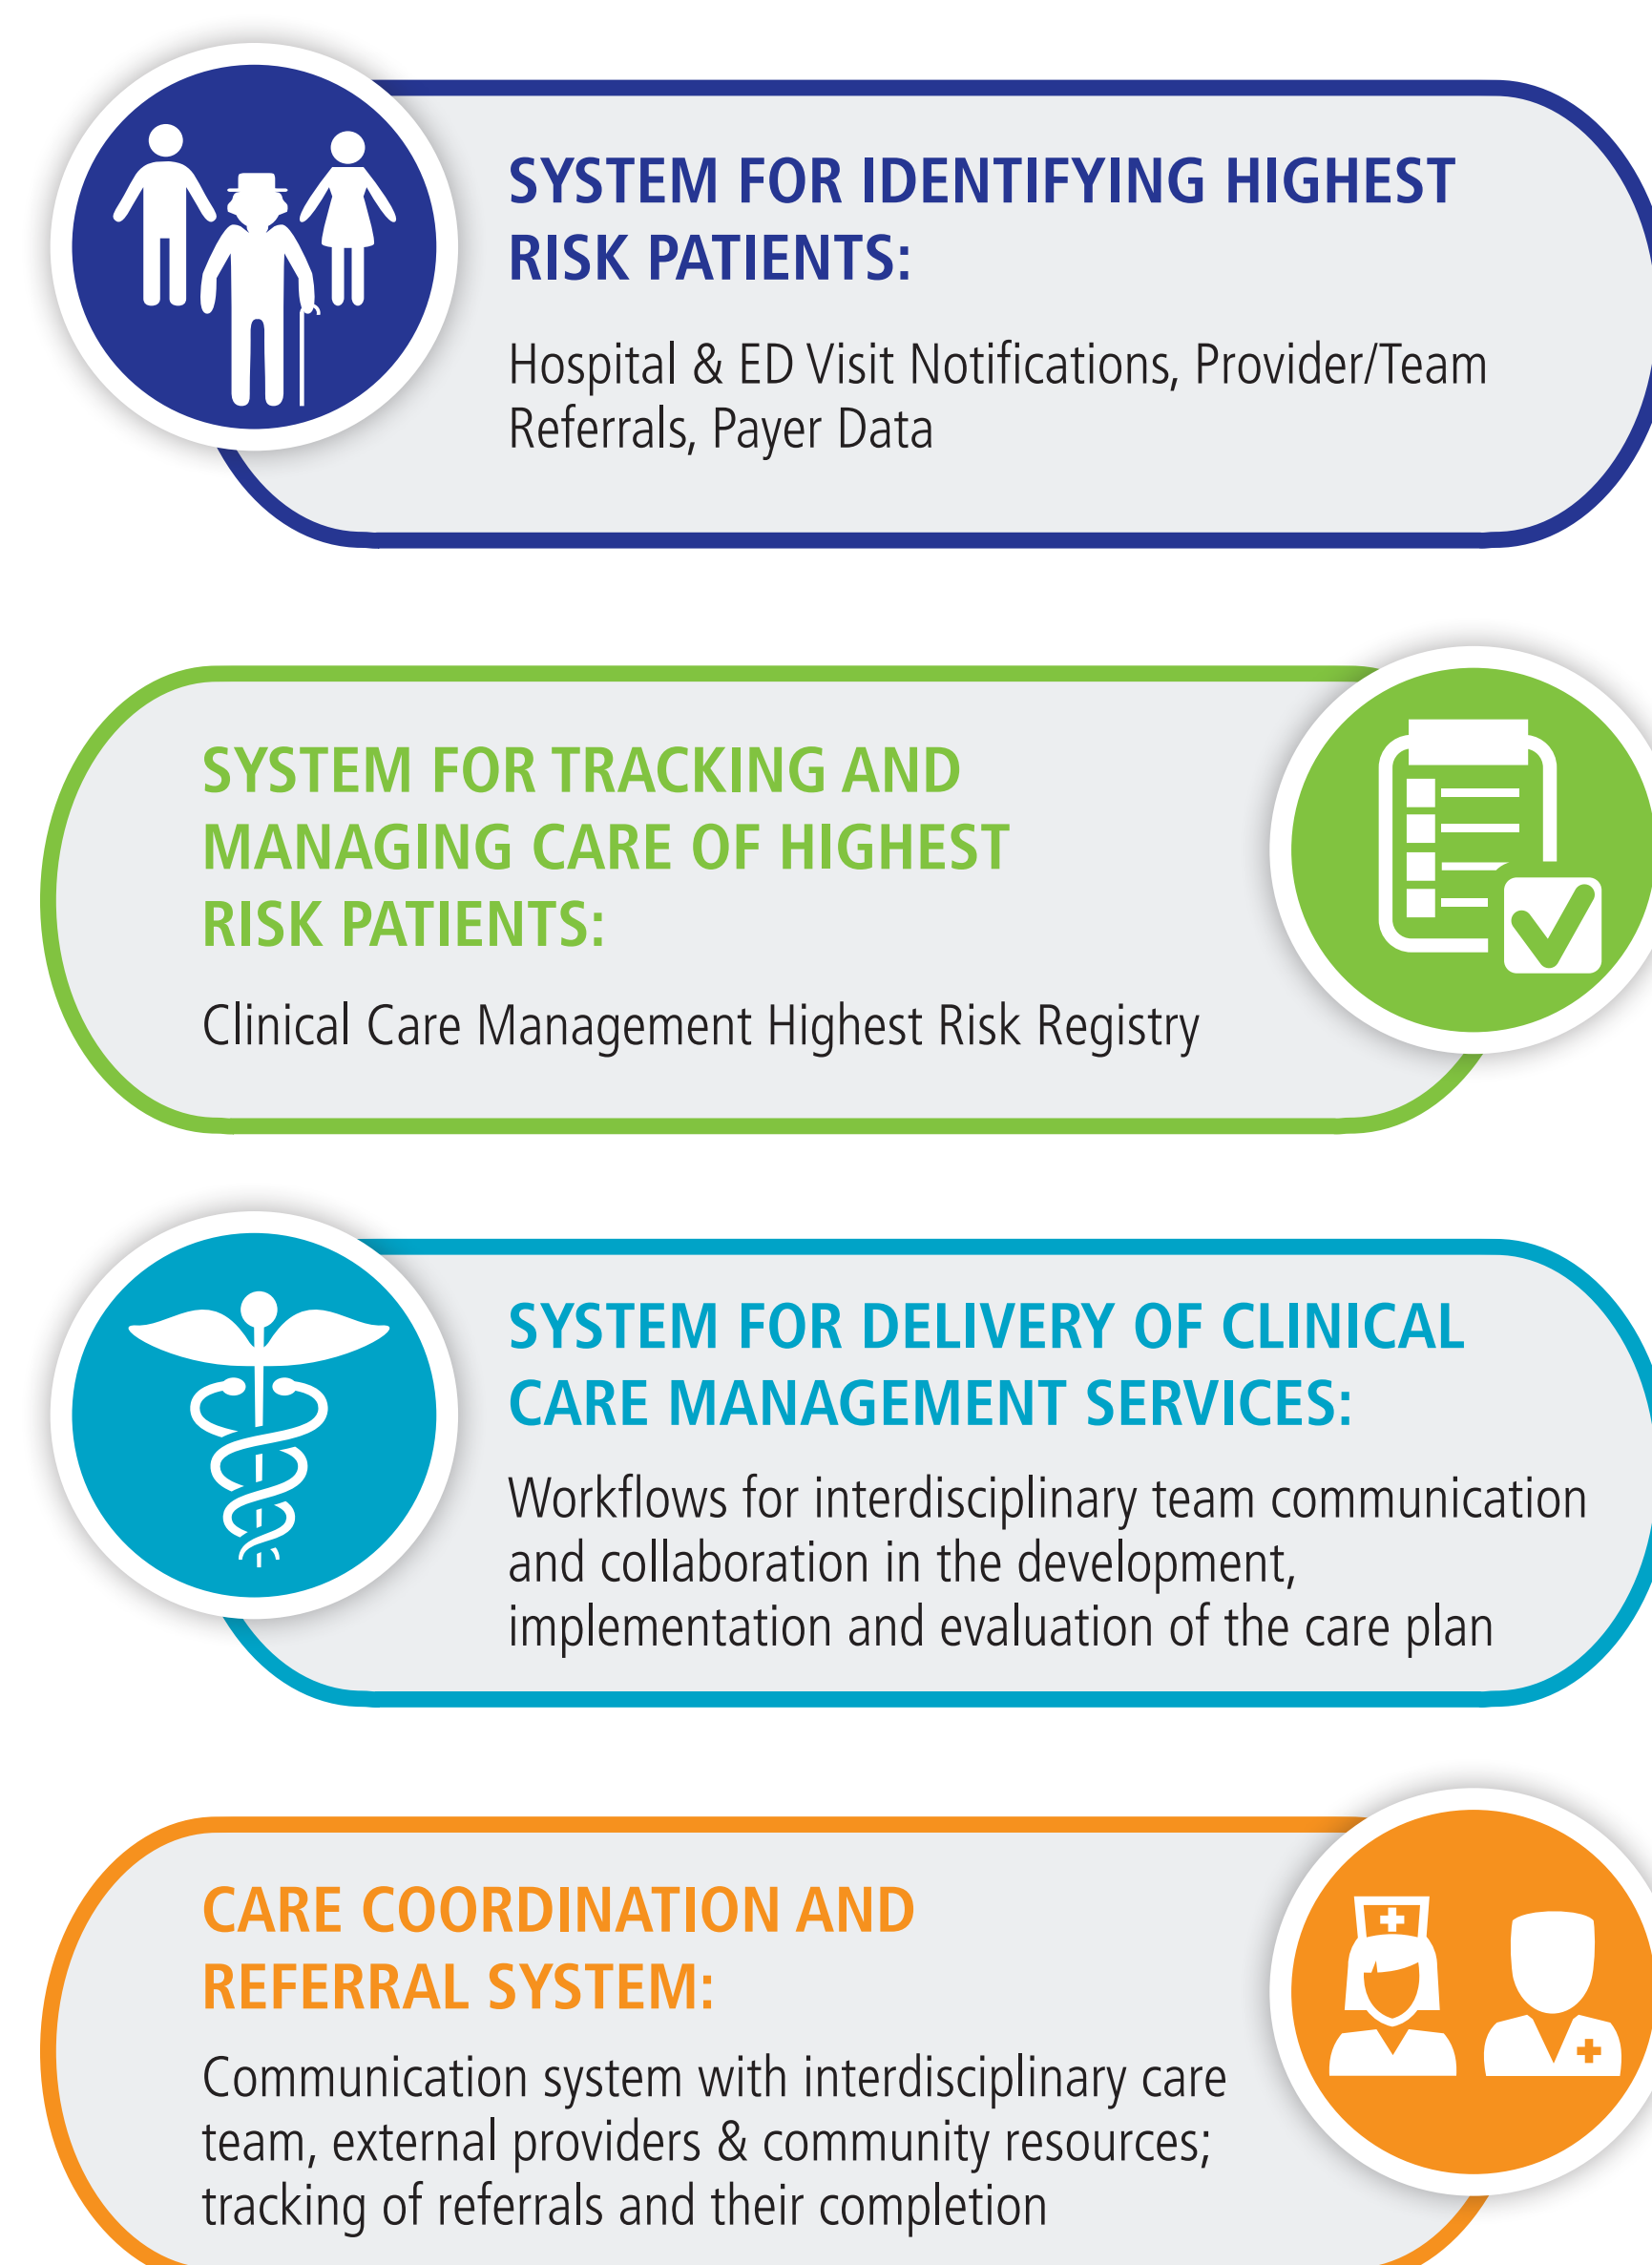 SYSTEM FOR IDENTIFYING HIGHEST
RISK PATIENTS:
Hospital & ED Visit Notifications, Provider/Team
Referrals, Payer Data
SYSTEM FOR TRACKING AND
MANAGING CARE OF HIGHEST
RISK PATIENTS:
Clinical Care Management Highest Risk Registry
SYSTEM FOR DELIVERY OF CLINICAL
CARE MANAGEMENT SERVICES:
Workflows for interdisciplinary team communication
and collaboration in the development,
implementation and evaluation of the care plan
CARE COORDINATION AND
REFERRAL SYSTEM:
Communication system with interdisciplinary care
team, external providers & community resources;
tracking of referrals and their completion